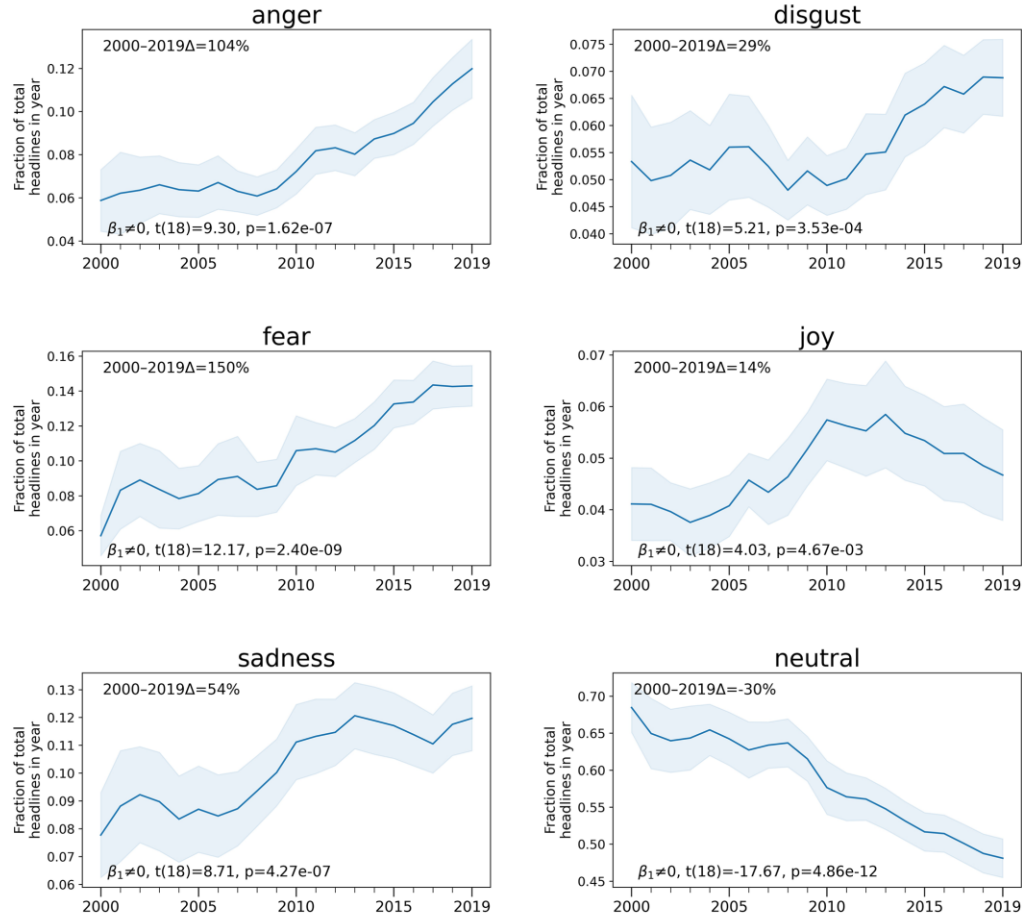 anger
2000–2019Δ=104%
Fraction of total
headlines in year
0.12
0.10
0.08
0.06
0.04
β₁≠0, t(18)=9.30, p=1.62e-07
2000 2005 2010 2015 2019
disgust
2000–2019Δ=29%
Fraction of total
headlines in year
0.075
0.070
0.065
0.060
0.055
0.050
0.045
0.040
β₁≠0, t(18)=5.21, p=3.53e-04
2000 2005 2010 2015 2019
fear
2000–2019Δ=150%
Fraction of total
headlines in year
0.16
0.14
0.12
0.10
0.08
0.06
β₁≠0, t(18)=12.17, p=2.40e-09
2000 2005 2010 2015 2019
joy
2000–2019Δ=14%
Fraction of total
headlines in year
0.07
0.06
0.05
0.04
0.03
β₁≠0, t(18)=4.03, p=4.67e-03
2000 2005 2010 2015 2019
sadness
2000–2019Δ=54%
Fraction of total
headlines in year
0.13
0.12
0.11
0.10
0.09
0.08
0.07
0.06
β₁≠0, t(18)=8.71, p=4.27e-07
2000 2005 2010 2015 2019
neutral
2000–2019Δ=-30%
Fraction of total
headlines in year
0.70
0.65
0.60
0.55
0.50
0.45
β₁≠0, t(18)=-17.67, p=4.86e-12
2000 2005 2010 2015 2019